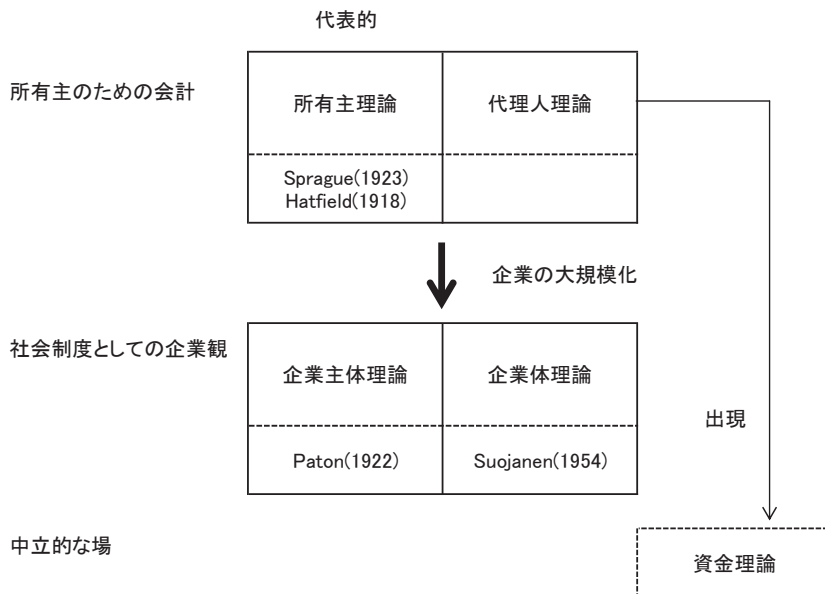 代表的
所有主のための会計
所有主理論
代理人理論
Sprague(1923)
Hatfield(1918)
企業の大規模化
社会制度としての企業観
企業主体理論
企業体理論
出現
Paton(1922)
Suojanen(1954)
中立的な場
資金理論